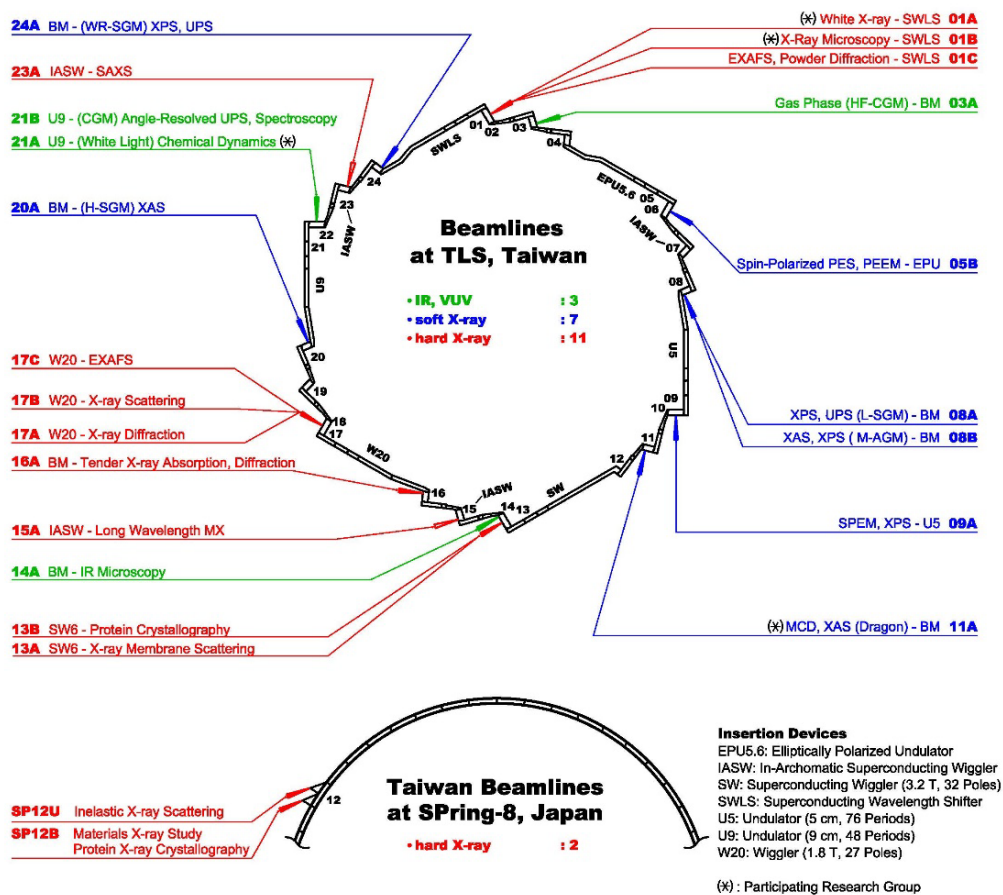 24A BM - (WR-SGM) XPS, UPS
23A IASW - SAXS
21B U9 - (CGM) Angle-Resolved UPS, Spectroscopy
21A U9 - (White Light) Chemical Dynamics (*)
20A BM - (H-SGM) XAS
17C W20 - EXAFS
17B W20 - X-ray Scattering
17A W20 - X-ray Diffraction
16A BM - Tender X-ray Absorption, Diffraction
15A IASW - Long Wavelength MX
14A BM - IR Microscopy
13B SW6 - Protein Crystallography
13A SW6 - X-ray Membrane Scattering
(*) White X-ray - SWLS 01A
(*) X-Ray Microscopy - SWLS 01B
EXAFS, Powder Diffraction - SWLS 01C
Gas Phase (HF-CGM) - BM 03A
Spin-Polarized PES, PEEM - EPU 05B
XPS, UPS (L-SGM) - BM 08A
XAS, XPS ( M-AGM) - BM 08B
SPEM, XPS - U5 09A
(*) MCD, XAS (Dragon) - BM 11A
01
02
03
04
EPU5.6
05
06
IASW
07
08
U5
09
10
11
12
SW
13
14
IASW
15
16
W20
17
18
19
20
U9
21
22
IASW
23
24
SWLS
Beamlines
at TLS, Taiwan
• IR, VUV : 3
• soft X-ray : 7
• hard X-ray : 11
SP12U Inelastic X-ray Scattering
SP12B Materials X-ray Study
Protein X-ray Crystallography
12
Taiwan Beamlines
at SPring-8, Japan
• hard X-ray : 2
Insertion Devices
EPU5.6: Elliptically Polarized Undulator
IASW: In-Archomatic Superconducting Wiggler
SW: Superconducting Wiggler (3.2 T, 32 Poles)
SWLS: Superconducting Wavelength Shifter
U5: Undulator (5 cm, 76 Periods)
U9: Undulator (9 cm, 48 Periods)
W20: Wiggler (1.8 T, 27 Poles)
(*) : Participating Research Group